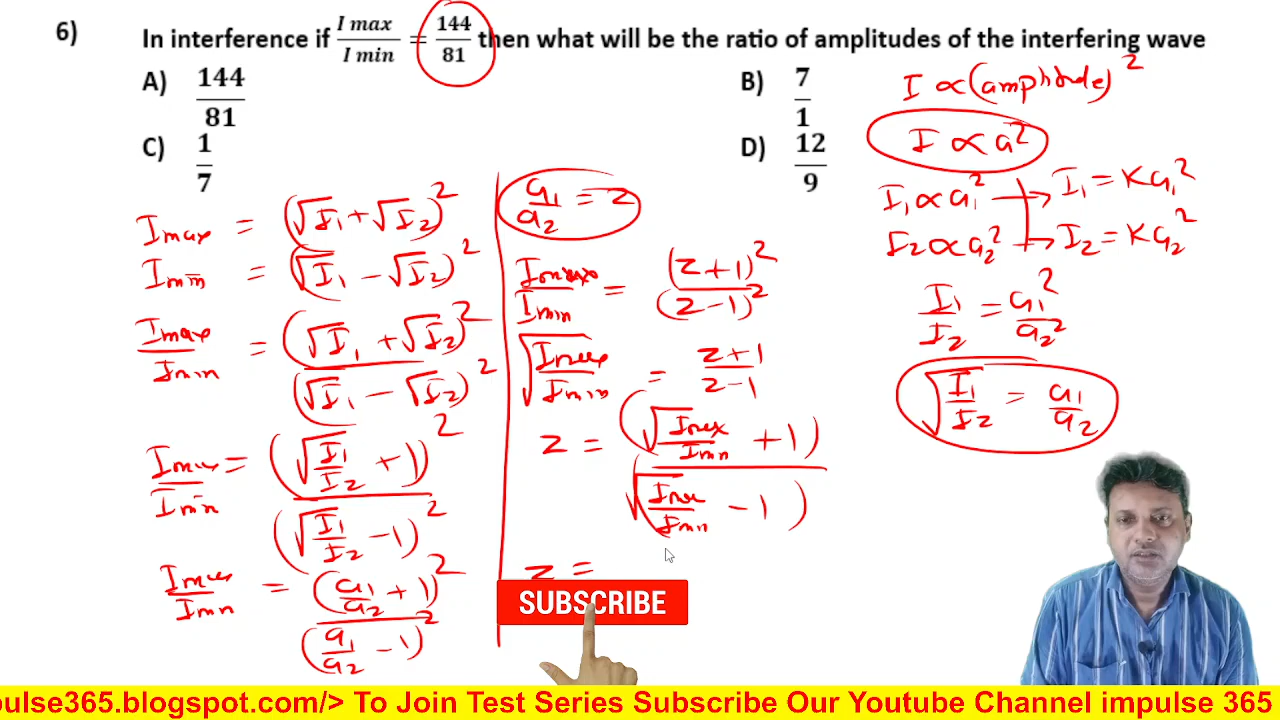 6) In interference if I max / I min = 144 / 81 then what will be the ratio of amplitudes of the interfering wave
A) 144 / 81
B) 7 / 1
C) 1 / 7
D) 12 / 9
I ∝ (amplitude)²
I ∝ a²
I₁ ∝ a₁² → I₁ = Ka₁²
I₂ ∝ a₂² → I₂ = Ka₂²
I₁/I₂ = a₁²/a₂²
√(I₁/I₂) = a₁/a₂
Imax = (√I₁ + √I₂)²
Imin = (√I₁ - √I₂)²
Imax/Imin = (√I₁ + √I₂)² / (√I₁ - √I₂)²
Imax/Imin = (√(I₁/I₂) + 1)² / (√(I₁/I₂) - 1)²
Imax/Imin = (a₁/a₂ + 1)² / (a₁/a₂ - 1)²
a₁/a₂ = z
Imax/Imin = (z+1)² / (z-1)²
√(Imax/Imin) = z+1 / z-1
z = (√(Imax/Imin) + 1) / (√(Imax/Imin) - 1)
z =
SUBSCRIBE
pulse365.blogspot.com/> To Join Test Series Subscribe Our Youtube Channel impulse 365